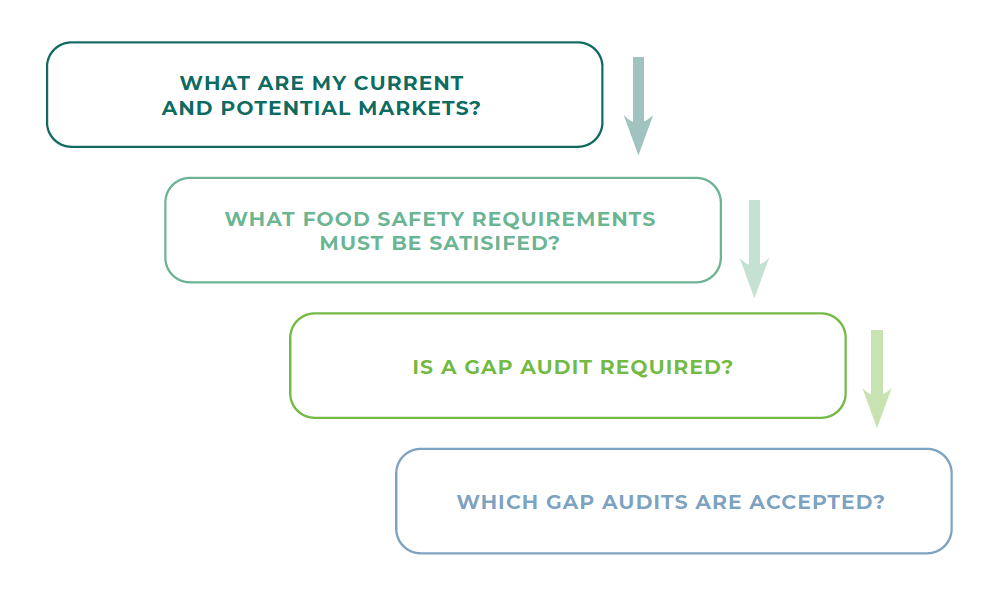 WHAT ARE MY CURRENT
AND POTENTIAL MARKETS?
WHAT FOOD SAFETY REQUIREMENTS
MUST BE SATISIFED?
IS A GAP AUDIT REQUIRED?
WHICH GAP AUDITS ARE ACCEPTED?